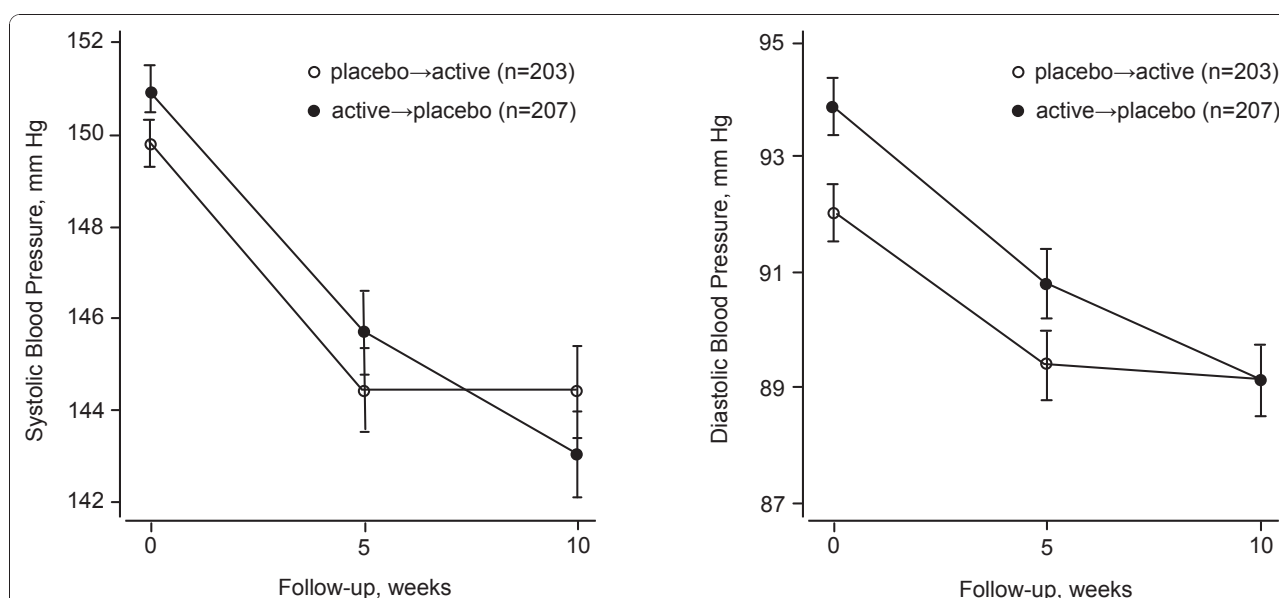 Systolic Blood Pressure, mm Hg
152
150
148
146
144
142
○ placebo→active (n=203)
● active→placebo (n=207)
0 5 10
Follow-up, weeks
Diastolic Blood Pressure, mm Hg
95
93
91
89
87
○ placebo→active (n=203)
● active→placebo (n=207)
0 5 10
Follow-up, weeks